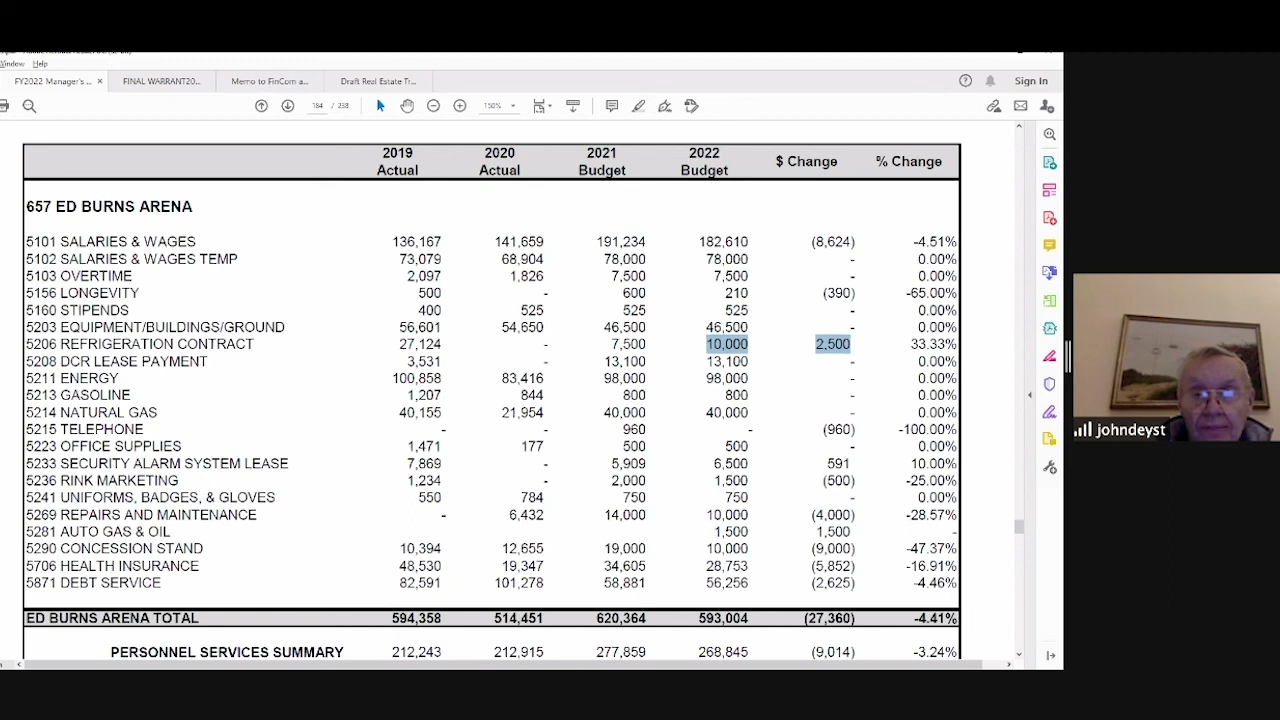 Window Help
FY2022 Manager's ... × FINAL WARRANT20... Memo to FinCom a... Draft Real Estate Tr... Sign In
184 / 238 150%
2019 Actual 2020 Actual 2021 Budget 2022 Budget $ Change % Change
657 ED BURNS ARENA
5101 SALARIES & WAGES 136,167 141,659 191,234 182,610 (8,624) -4.51%
5102 SALARIES & WAGES TEMP 73,079 68,904 78,000 78,000 - 0.00%
5103 OVERTIME 2,097 1,826 7,500 7,500 - 0.00%
5156 LONGEVITY 500 - 600 210 (390) -65.00%
5160 STIPENDS 400 525 525 525 - 0.00%
5203 EQUIPMENT/BUILDINGS/GROUND 56,601 54,650 46,500 46,500 - 0.00%
5206 REFRIGERATION CONTRACT 27,124 - 7,500 10,000 2,500 33.33%
5208 DCR LEASE PAYMENT 3,531 - 13,100 13,100 - 0.00%
5211 ENERGY 100,858 83,416 98,000 98,000 - 0.00%
5213 GASOLINE 1,207 844 800 800 - 0.00%
5214 NATURAL GAS 40,155 21,954 40,000 40,000 - 0.00%
5215 TELEPHONE - - 960 - (960) -100.00%
5223 OFFICE SUPPLIES 1,471 177 500 500 - 0.00%
5233 SECURITY ALARM SYSTEM LEASE 7,869 - 5,909 6,500 591 10.00%
5236 RINK MARKETING 1,234 - 2,000 1,500 (500) -25.00%
5241 UNIFORMS, BADGES, & GLOVES 550 784 750 750 - 0.00%
5269 REPAIRS AND MAINTENANCE - 6,432 14,000 10,000 (4,000) -28.57%
5281 AUTO GAS & OIL 1,500 1,500 -
5290 CONCESSION STAND 10,394 12,655 19,000 10,000 (9,000) -47.37%
5706 HEALTH INSURANCE 48,530 19,347 34,605 28,753 (5,852) -16.91%
5871 DEBT SERVICE 82,591 101,278 58,881 56,256 (2,625) -4.46%
ED BURNS ARENA TOTAL 594,358 514,451 620,364 593,004 (27,360) -4.41%
PERSONNEL SERVICES SUMMARY 212,243 212,915 277,859 268,845 (9,014) -3.24%
johndeyst